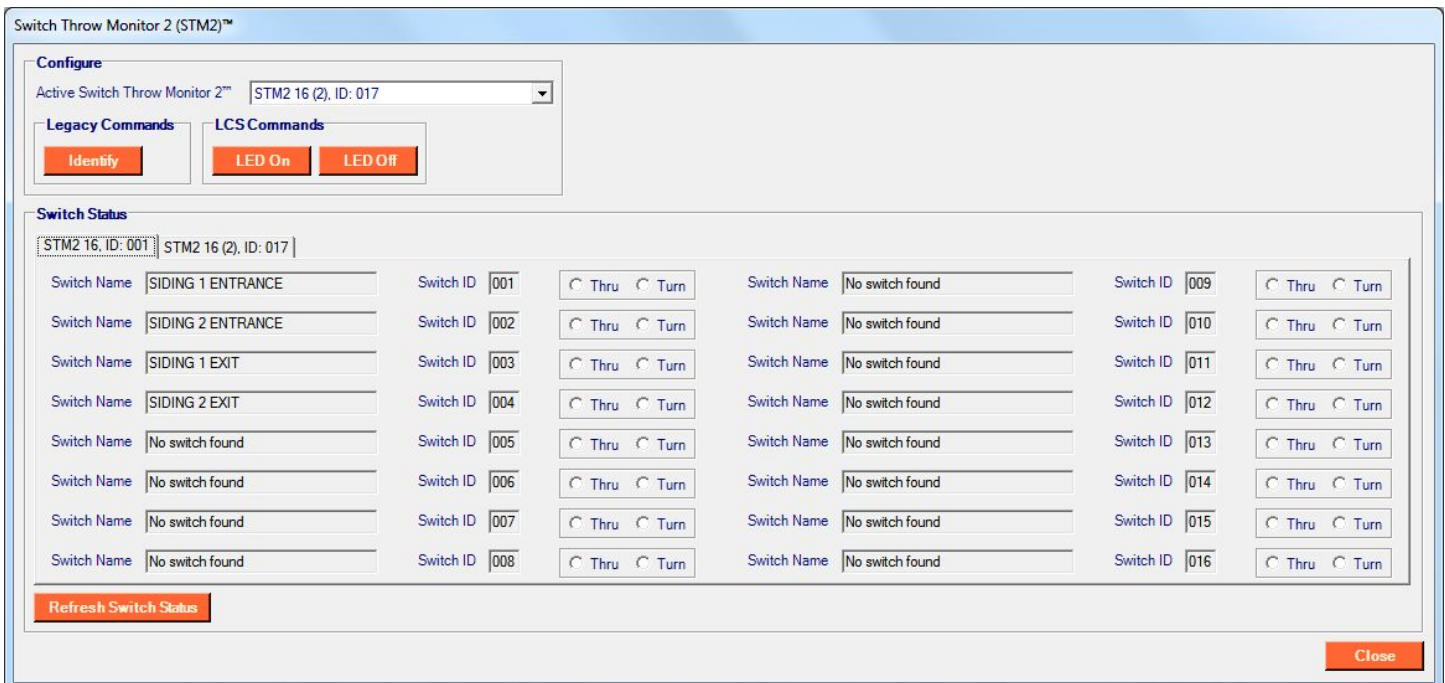 Switch Throw Monitor 2 (STM2)™
Configure
Active Switch Throw Monitor 2™ STM2 16 (2), ID: 017
Legacy Commands LCS Commands
Identify LED On LED Off
Switch Status
STM2 16, ID: 001 STM2 16 (2), ID: 017
Switch Name SIDING 1 ENTRANCE Switch ID 001 Thru Turn Switch Name No switch found Switch ID 009 Thru Turn
Switch Name SIDING 2 ENTRANCE Switch ID 002 Thru Turn Switch Name No switch found Switch ID 010 Thru Turn
Switch Name SIDING 1 EXIT Switch ID 003 Thru Turn Switch Name No switch found Switch ID 011 Thru Turn
Switch Name SIDING 2 EXIT Switch ID 004 Thru Turn Switch Name No switch found Switch ID 012 Thru Turn
Switch Name No switch found Switch ID 005 Thru Turn Switch Name No switch found Switch ID 013 Thru Turn
Switch Name No switch found Switch ID 006 Thru Turn Switch Name No switch found Switch ID 014 Thru Turn
Switch Name No switch found Switch ID 007 Thru Turn Switch Name No switch found Switch ID 015 Thru Turn
Switch Name No switch found Switch ID 008 Thru Turn Switch Name No switch found Switch ID 016 Thru Turn
Refresh Switch Status
Close